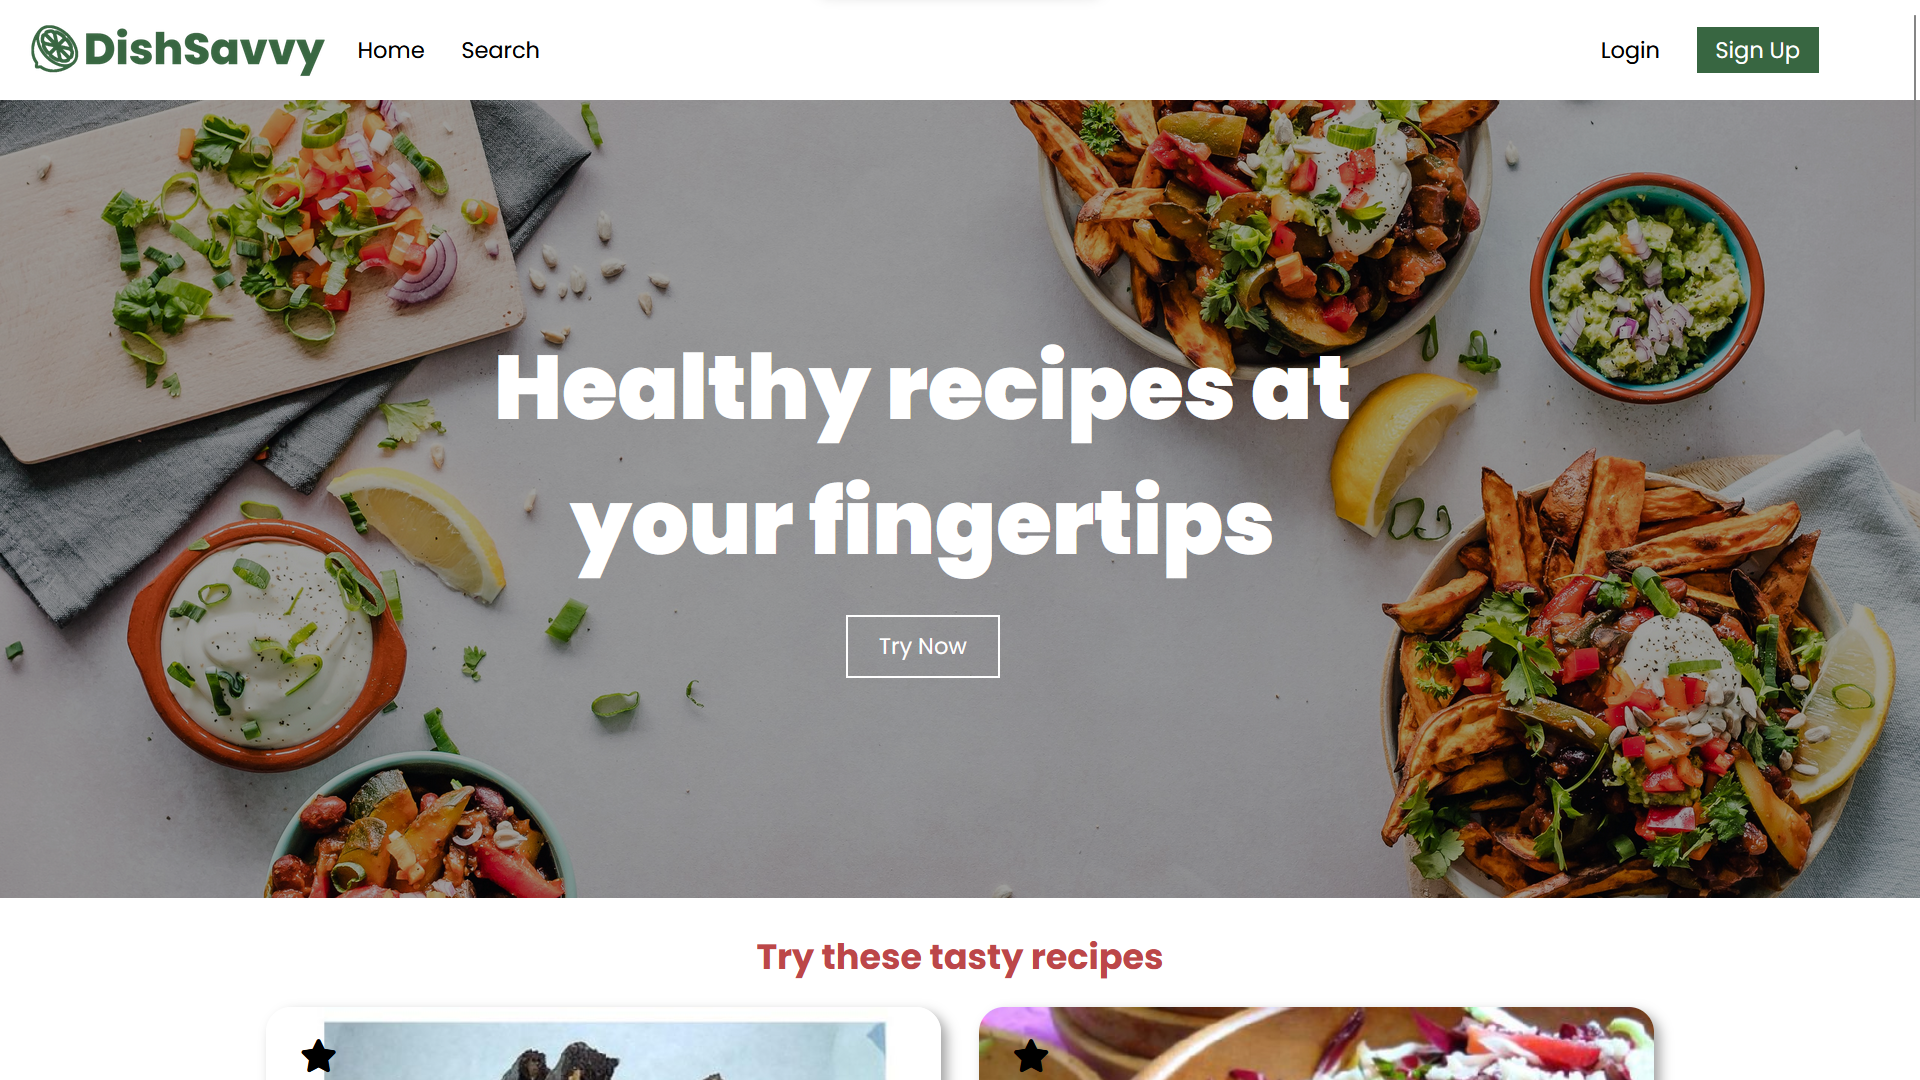 DishSavvy
Home
Search
Login
Sign Up
Healthy recipes at
your fingertips
Try Now
Try these tasty recipes